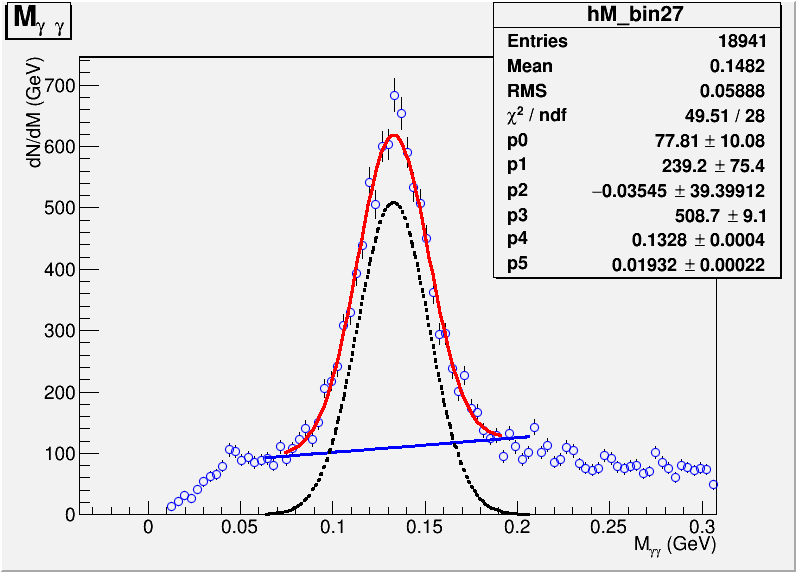 M_γ γ
hM_bin27
Entries 18941
Mean 0.1482
RMS 0.05888
χ² / ndf 49.51 / 28
p0 77.81 ± 10.08
p1 239.2 ± 75.4
p2 −0.03545 ± 39.39912
p3 508.7 ± 9.1
p4 0.1328 ± 0.0004
p5 0.01932 ± 0.00022
dN/dM (GeV)
700
600
500
400
300
200
100
0
0 0.05 0.1 0.15 0.2 0.25 0.3
M_γγ (GeV)